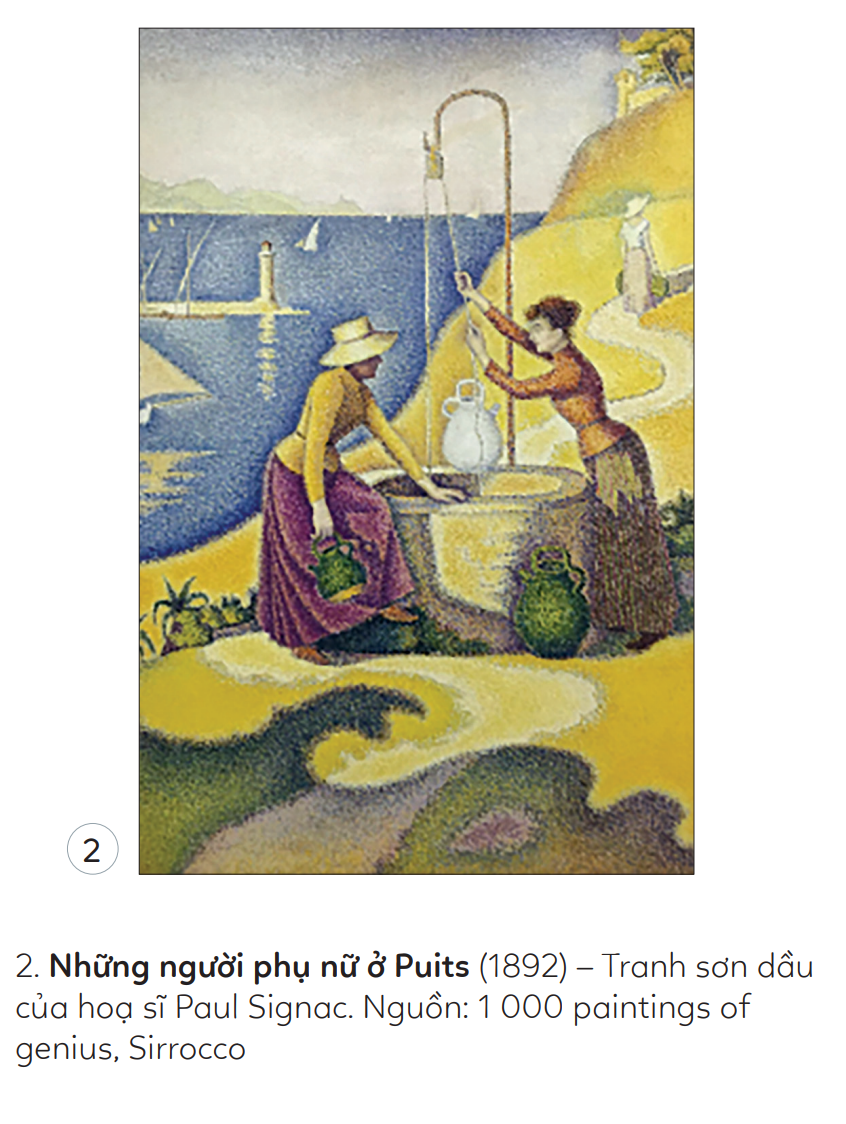 2
2. Những người phụ nữ ở Puits (1892) – Tranh sơn dầu
của hoạ sĩ Paul Signac. Nguồn: 1 000 paintings of
genius, Sirrocco